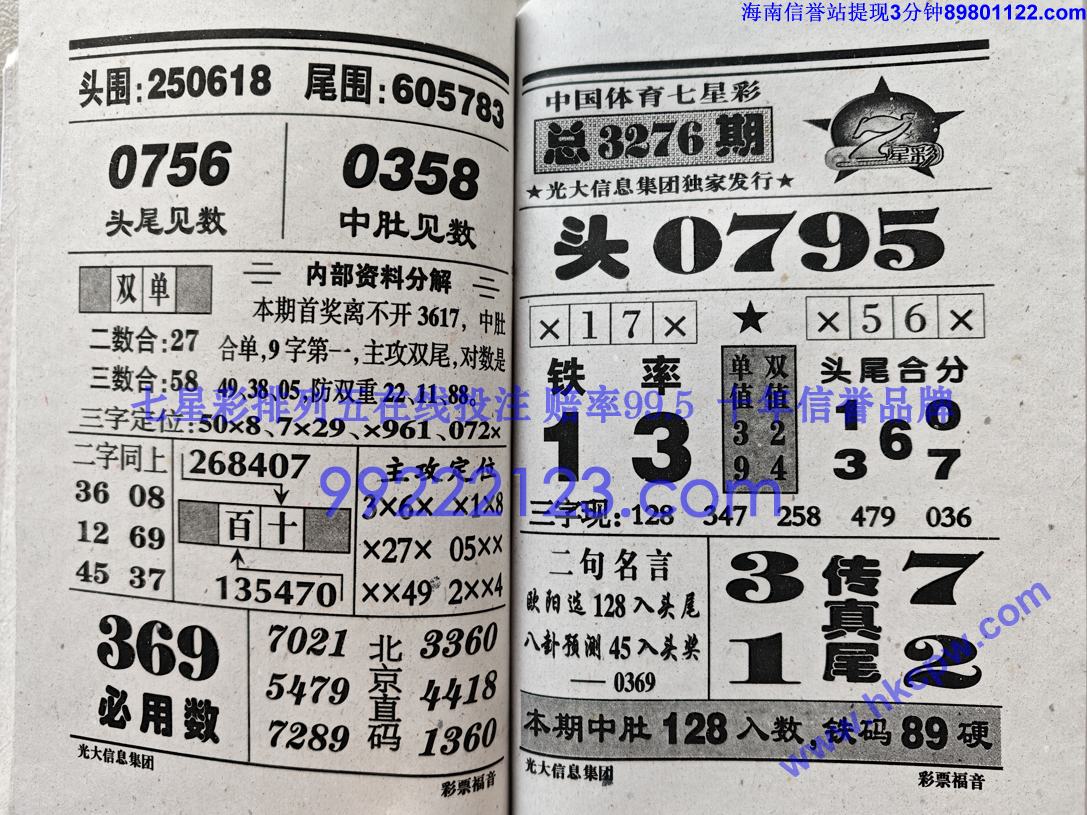 海南信誉站提现3分钟89801122.com
头围:250618 尾围:605783
0756
头尾见数
0358
中肚见数
双单
二数合:27
三数合:58
内部资料分解
本期首奖离不开3617，中肚
合单,9字第一,主攻双尾,对数是
49,38,05,防双重22、11、88。
七星彩排列五在线投注 赔率99.5 十年信誉品牌
三字定位:50×8、7×29、×961、072×
二字同上
36 08
12 69
45 37
268407
百十
135470
主攻定位
3×6× ×1×8
×27× 05××
××49 2××4
99222123.com
369
必用数
7021
5479
7289
北京直码
3360
4418
1360
光大信息集团
彩票福音
中国体育七星彩
总3276期
★光大信息集团独家发行★
星彩
头0795
×17× ★ ×56×
铁率
13
单值39
双值24
头尾合分
1 0
6
3 7
三字现: 128 347 258 479 036
二句名言
欧阳选128入头尾
八卦预测45入头奖
——0369
3 7
传真尾
1 2
www.hkcpw.com
本期中肚128入数,铁码89硬
光大信息集团
彩票福音